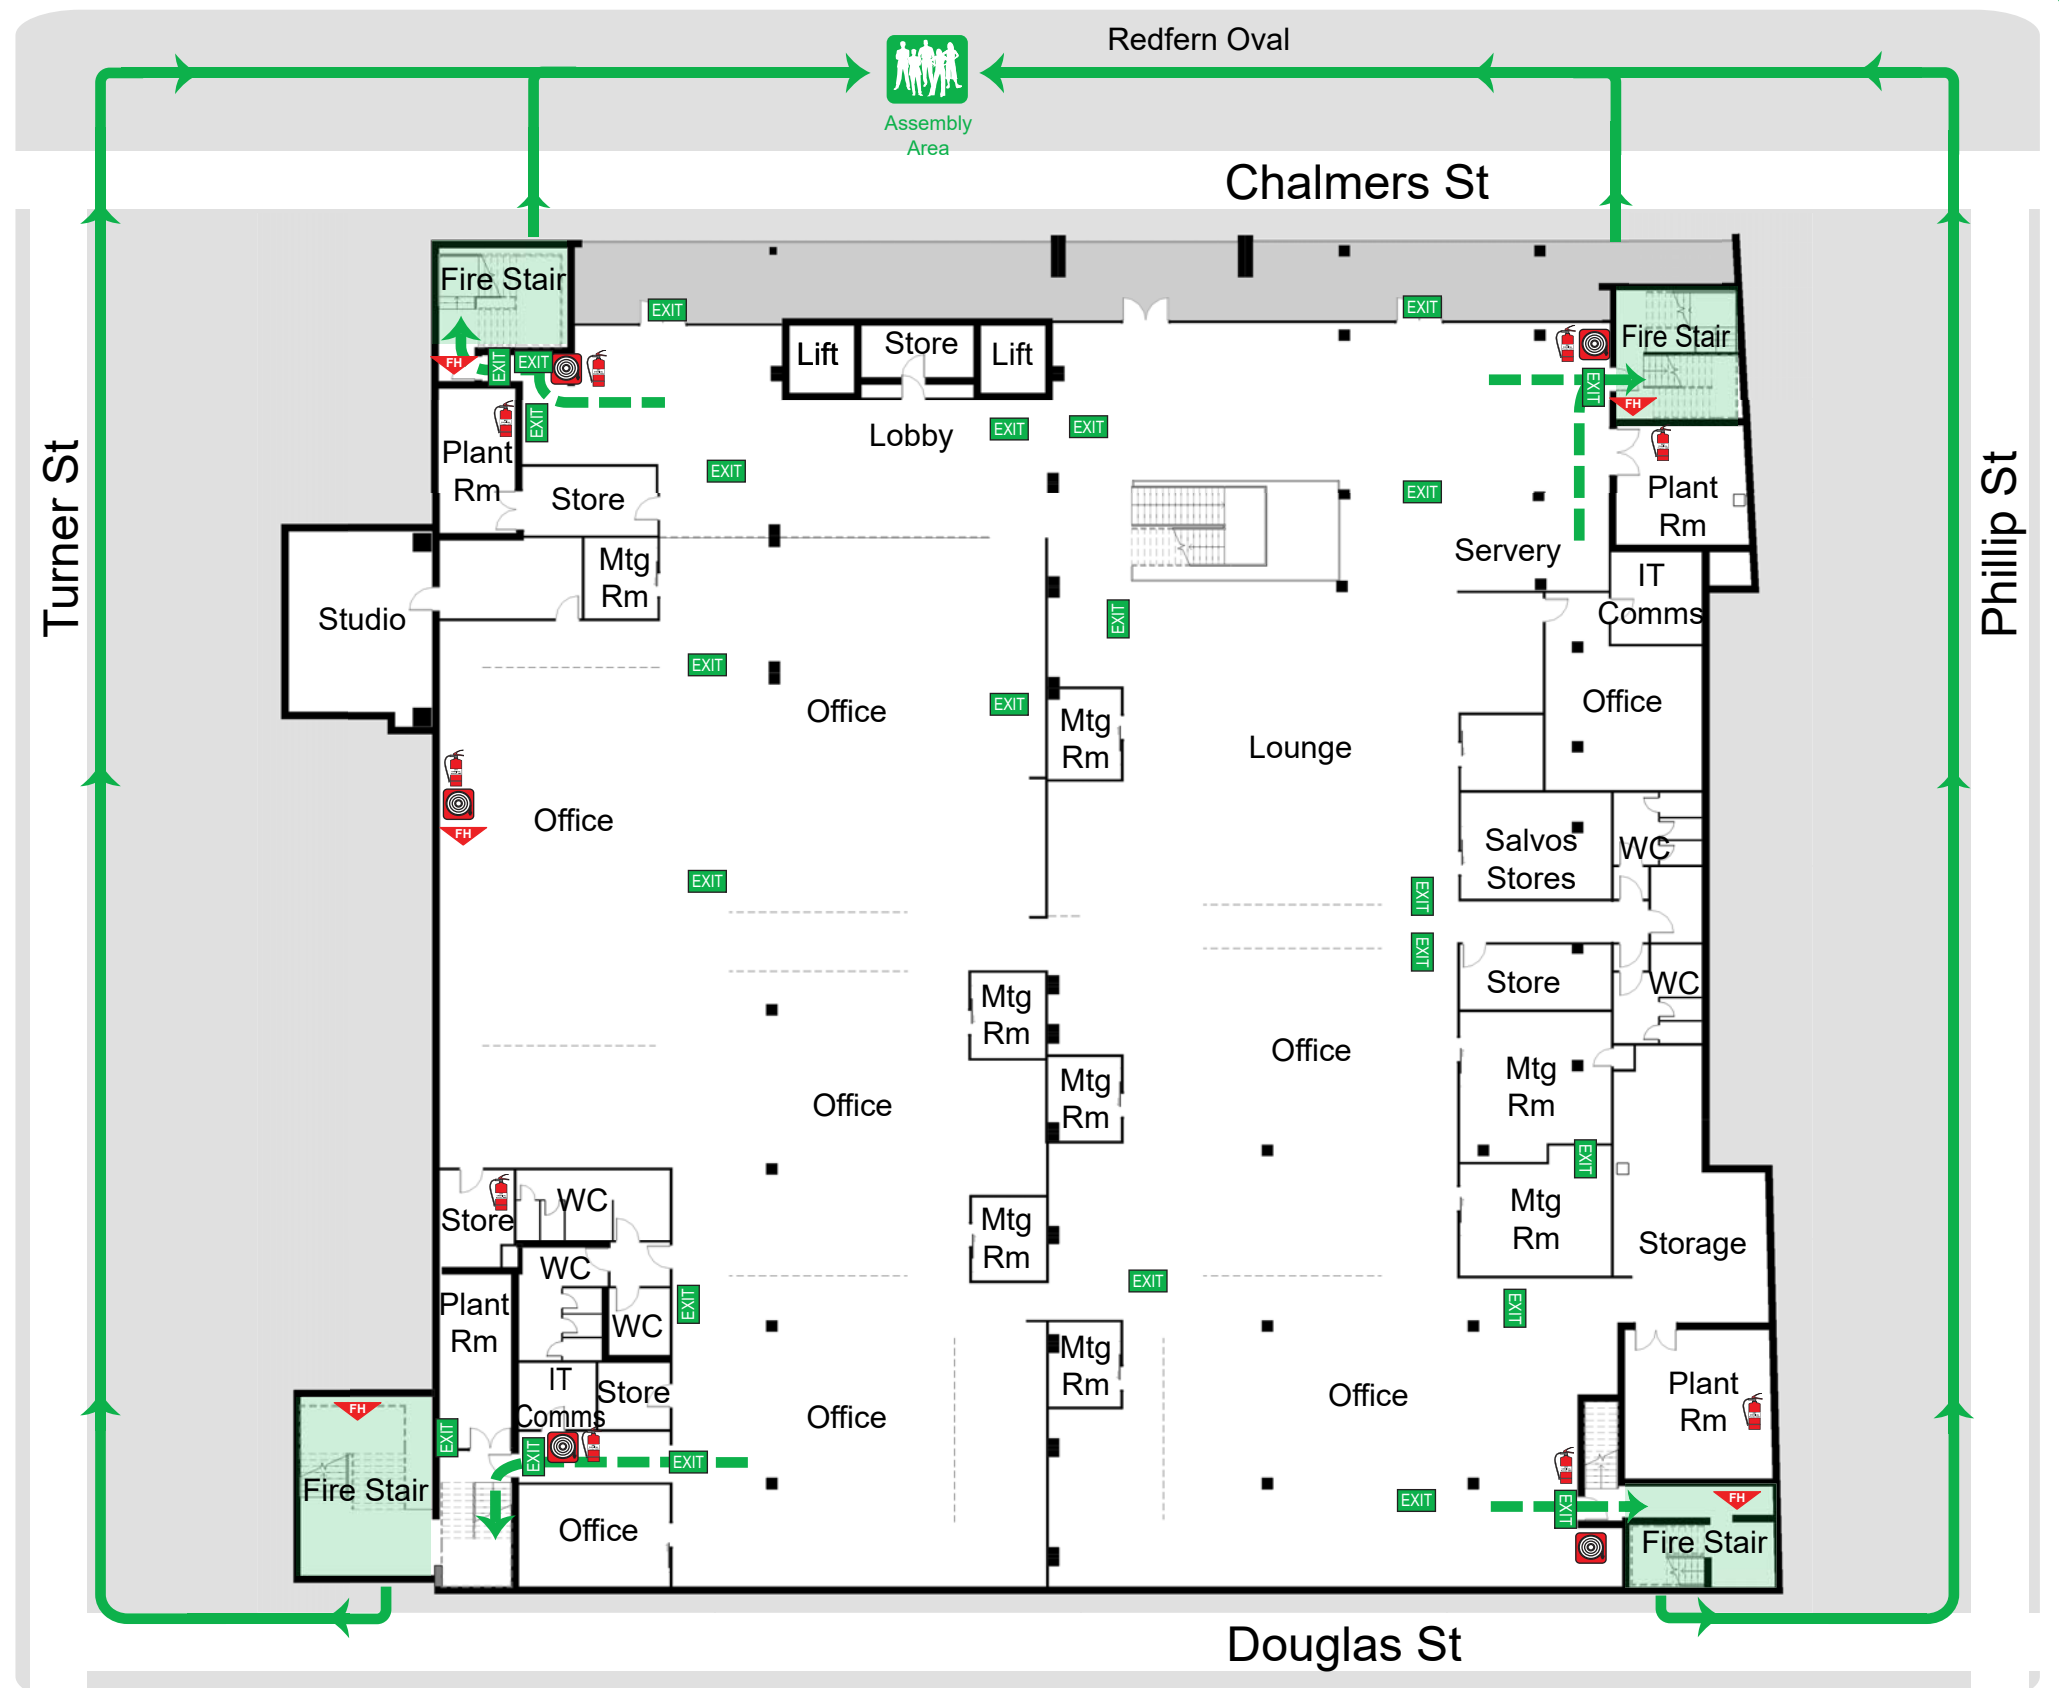 Redfern Oval
Assembly
Area
Chalmers St
Fire Stair
EXIT
EXIT
Fire Stair
Lift
Store
Lift
FH
EXIT
EXIT
EXIT
FH
EXIT
Lobby
EXIT
EXIT
Plant
Rm
EXIT
Store
EXIT
Plant
Rm
Turner St
Phillip St
Servery
Mtg
Rm
IT
Comms
Studio
EXIT
EXIT
Office
EXIT
Mtg
Rm
Lounge
Office
Office
FH
Salvos
Stores
WC
EXIT
EXIT
EXIT
Store
WC
Mtg
Rm
Office
Mtg
Rm
Mtg
Rm
Office
EXIT
Store
WC
Mtg
Rm
Mtg
Rm
Storage
WC
EXIT
Plant
Rm
EXIT
EXIT
WC
Mtg
Rm
IT
Comms
Store
Office
Office
Plant
Rm
FH
EXIT
EXIT
EXIT
Fire Stair
EXIT
EXIT
FH
Office
Fire Stair
Douglas St